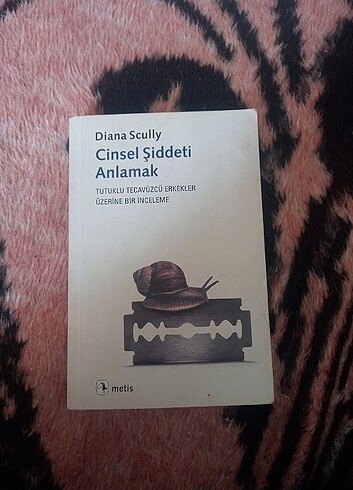 Diana Scully
Cinsel Şiddeti
Anlamak
TUTUKLU TECAVÜZCÜ ERKEKLER
ÜZERİNE BİR İNCELEME
metis